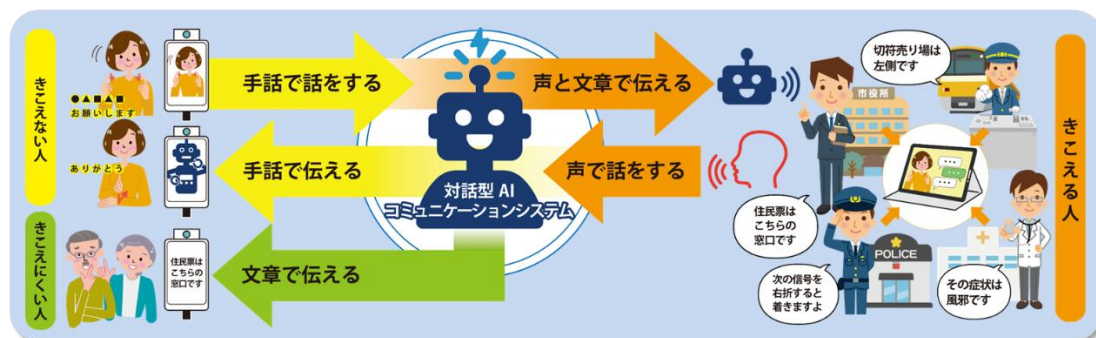 きこえない人
●▲■▲■
お願いします
ありがとう
きこえにくい人
住民票は
こちらの
窓口です
手話で話をする
手話で伝える
文章で伝える
対話型 AI
コミュニケーションシステム
声と文章で伝える
声で話をする
切符売り場は
左側です
市役所
住民票は
こちらの
窓口です
次の信号を
右折すると
着きますよ
POLICE
その症状は
風邪です
きこえる人